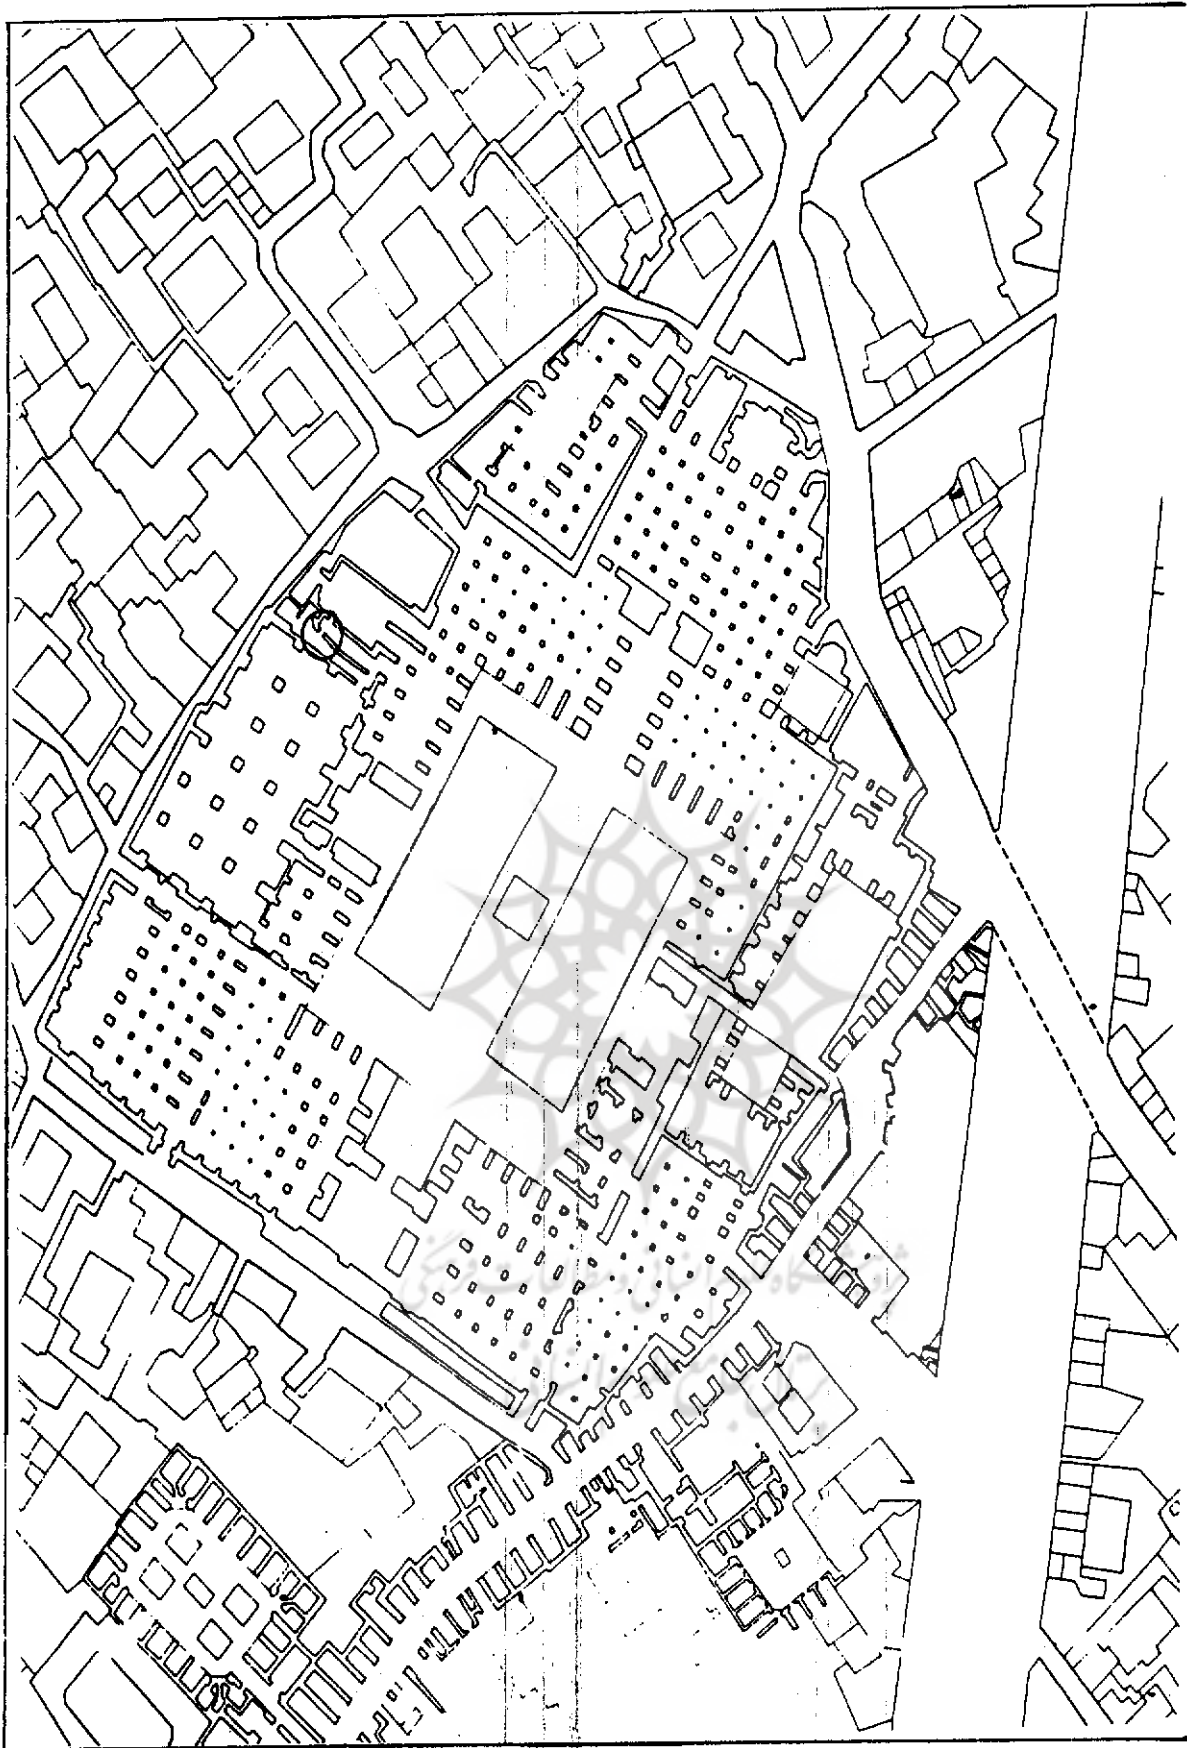 پژوهشگاه علوم انسانی و مطالعات فرهنگی
پرتال جامع علوم انسانی